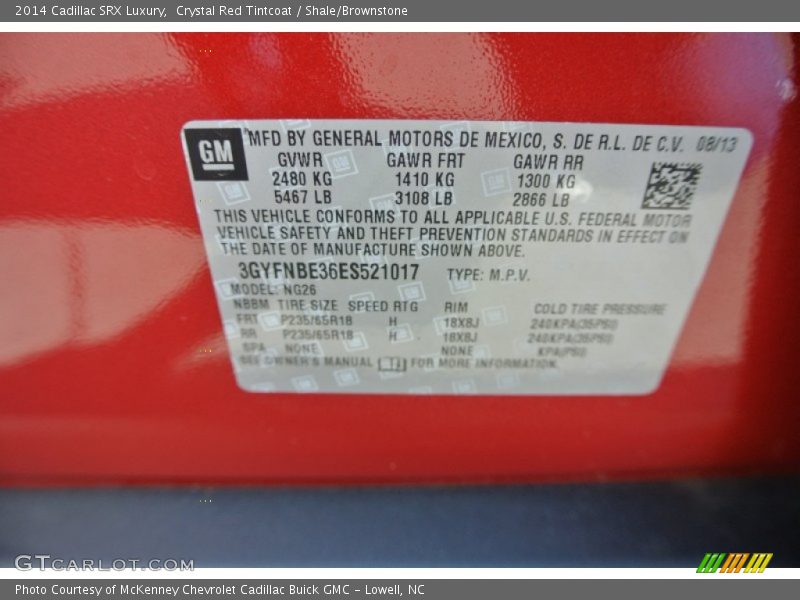 2014 Cadillac SRX Luxury, Crystal Red Tintcoat / Shale/Brownstone
GM
MFD BY GENERAL MOTORS DE MEXICO, S. DE R.L. DE C.V. 08/13
GVWR GAWR FRT GAWR RR
2480 KG 1410 KG 1300 KG
5467 LB 3108 LB 2866 LB
THIS VEHICLE CONFORMS TO ALL APPLICABLE U.S. FEDERAL MOTOR
VEHICLE SAFETY AND THEFT PREVENTION STANDARDS IN EFFECT ON
THE DATE OF MANUFACTURE SHOWN ABOVE.
3GYFNBE36ES521017 TYPE: M.P.V.
MODEL: NG26
NBBM TIRE SIZE SPEED RTG RIM COLD TIRE PRESSURE
FRT P235/65R18 H 18X8J 240KPA(35PSI)
RR P235/65R18 H 18X8J 240KPA(35PSI)
SPA NONE NONE KPA(PSI)
SEE OWNER'S MANUAL FOR MORE INFORMATION.
GTCARLOT.COM
Photo Courtesy of McKenney Chevrolet Cadillac Buick GMC - Lowell, NC